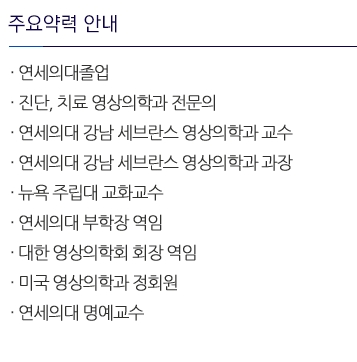 주요약력 안내
· 연세의대졸업
· 진단, 치료 영상의학과 전문의
· 연세의대 강남 세브란스 영상의학과 교수
· 연세의대 강남 세브란스 영상의학과 과장
· 뉴욕 주립대 교화교수
· 연세의대 부학장 역임
· 대한 영상의학회 회장 역임
· 미국 영상의학과 정회원
· 연세의대 명예교수